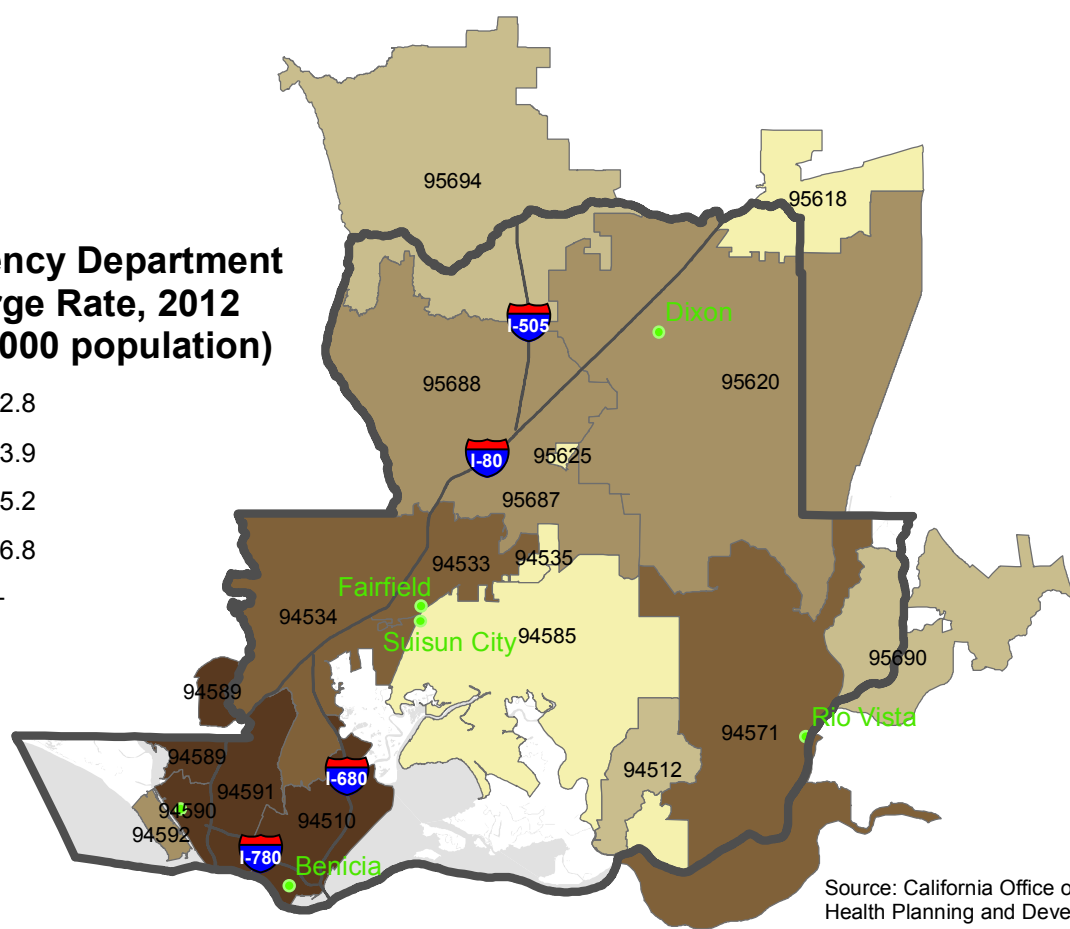 95694
95618
ency Department
rge Rate, 2012
000 population)
2.8
3.9
5.2
6.8
I-505
Dixon
95688
95620
I-80
95625
95687
94533
94535
Fairfield
94534
Suisun City
94585
95690
94589
Rio Vista
94571
94589
94512
I-680
94591
94590
94510
94592
I-780
Benicia
Source: California Office o
Health Planning and Deve